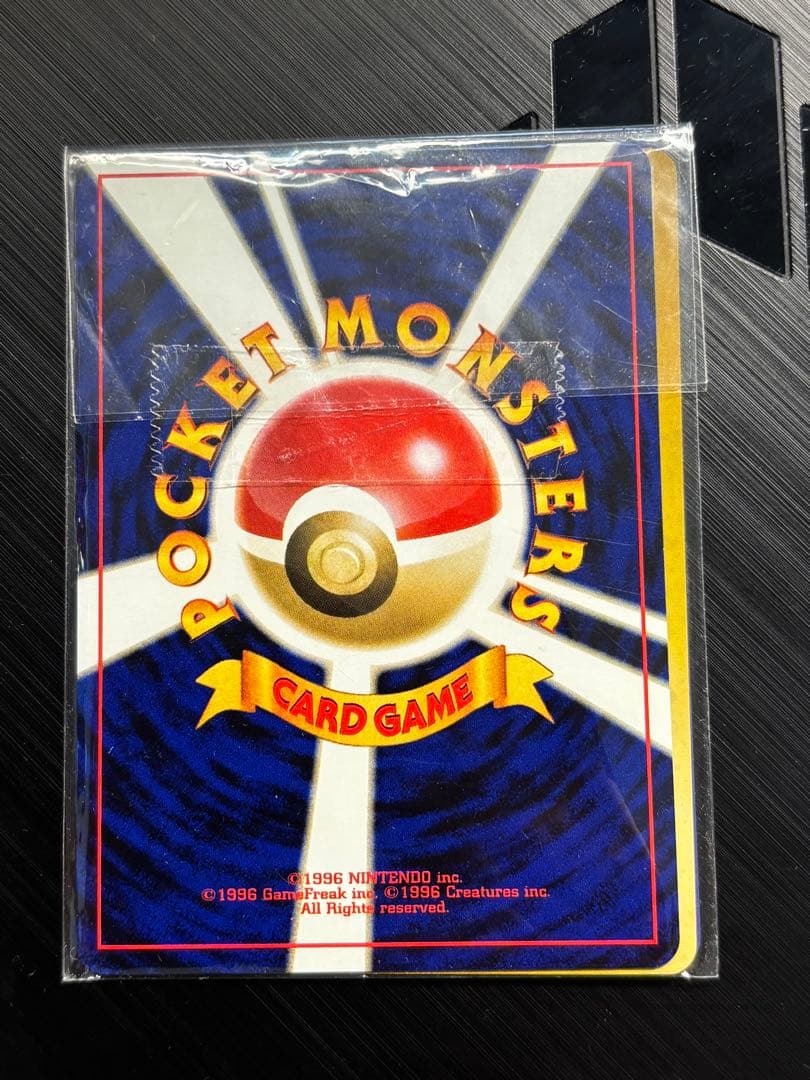 POCKET MONSTERS
CARD GAME
©1996 NINTENDO inc.
©1996 GameFreak inc. ©1996 Creatures inc.
All Rights reserved.